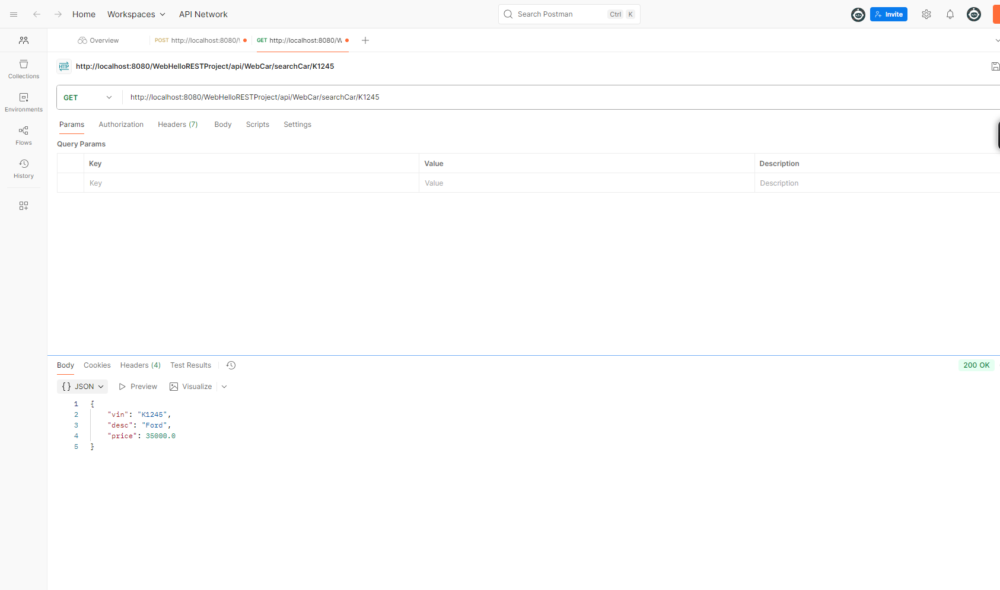 Home Workspaces API Network Search Postman Ctrl K Invite
Overview POST http://localhost:8080/ GET http://localhost:8080/W
HTTP http://localhost:8080/WebHelloRESTProject/api/WebCar/searchCar/K1245
Collections
GET http://localhost:8080/WebHelloRESTProject/api/WebCar/searchCar/K1245
Environments
Params Authorization Headers (7) Body Scripts Settings
Flows
Query Params
Key Value Description
History
Key Value Description
Body Cookies Headers (4) Test Results 200 OK
{} JSON Preview Visualize
1 {
2 "vin": "K1245",
3 "desc": "Ford",
4 "price": 35000.0
5 }